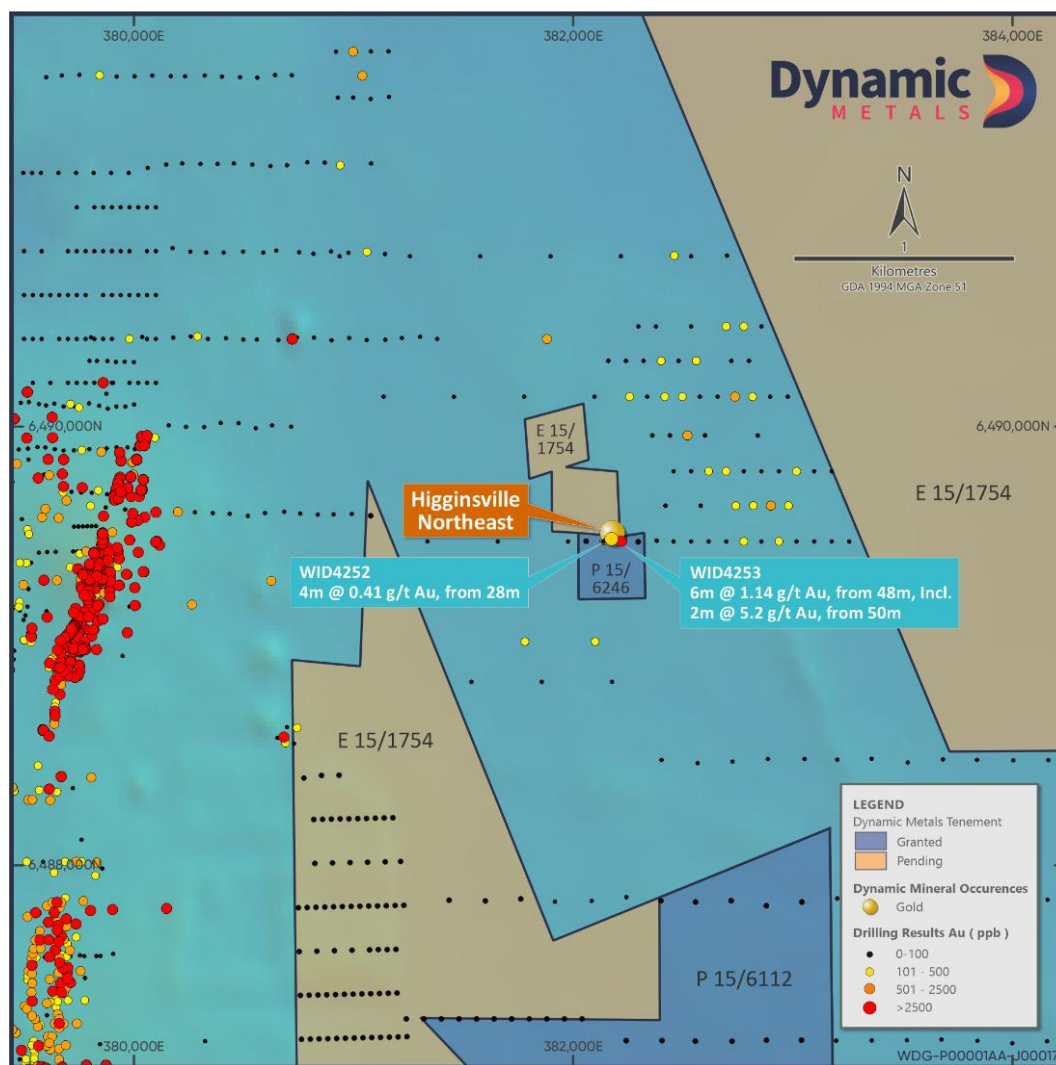 380,000E
382,000E
384,000E
Dynamic
METALS
N
1
Kilometres
GDA 1994 MGA Zone 51
6,490,000N
6,490,000N
E 15/
1754
E 15/1754
Higginsville
Northeast
P 15/
6246
WID4252
4m @ 0.41 g/t Au, from 28m
WID4253
6m @ 1.14 g/t Au, from 48m, Incl.
2m @ 5.2 g/t Au, from 50m
E 15/1754
6,488,000N
LEGEND
Dynamic Metals Tenement
Granted
Pending
Dynamic Mineral Occurences
Gold
Drilling Results Au ( ppb )
0-100
101 - 500
501 - 2500
>2500
P 15/6112
380,000E
382,000E
WDG-P00001AA-J00017